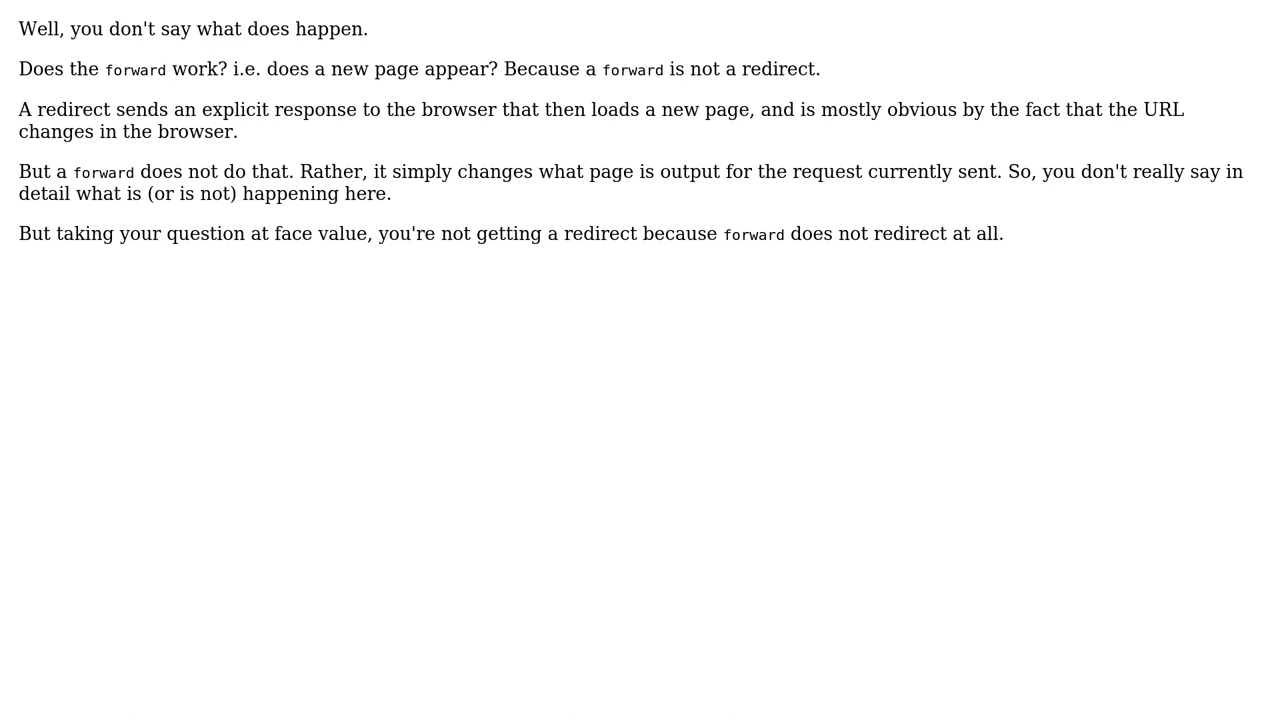 Well, you don't say what does happen.
Does the forward work? i.e. does a new page appear? Because a forward is not a redirect.
A redirect sends an explicit response to the browser that then loads a new page, and is mostly obvious by the fact that the URL
changes in the browser.
But a forward does not do that. Rather, it simply changes what page is output for the request currently sent. So, you don't really say in
detail what is (or is not) happening here.
But taking your question at face value, you're not getting a redirect because forward does not redirect at all.